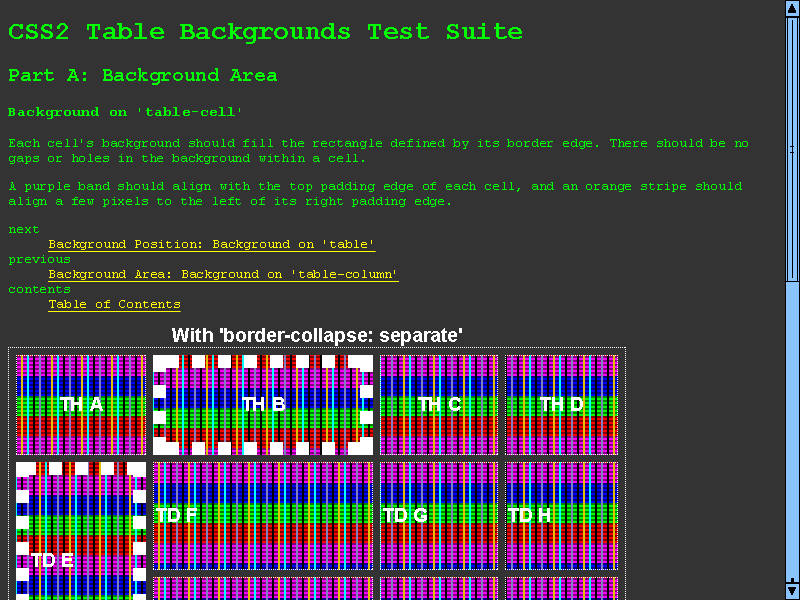 CSS2 Table Backgrounds Test Suite
Part A: Background Area
Background on 'table-cell'
Each cell's background should fill the rectangle defined by its border edge. There should be no
gaps or holes in the background within a cell.
A purple band should align with the top padding edge of each cell, and an orange stripe should
align a few pixels to the left of its right padding edge.
next
Background Position: Background on 'table'
previous
Background Area: Background on 'table-column'
contents
Table of Contents
With 'border-collapse: separate'
TH A TH B TH C TH D
TD F TD G TD H
TD E